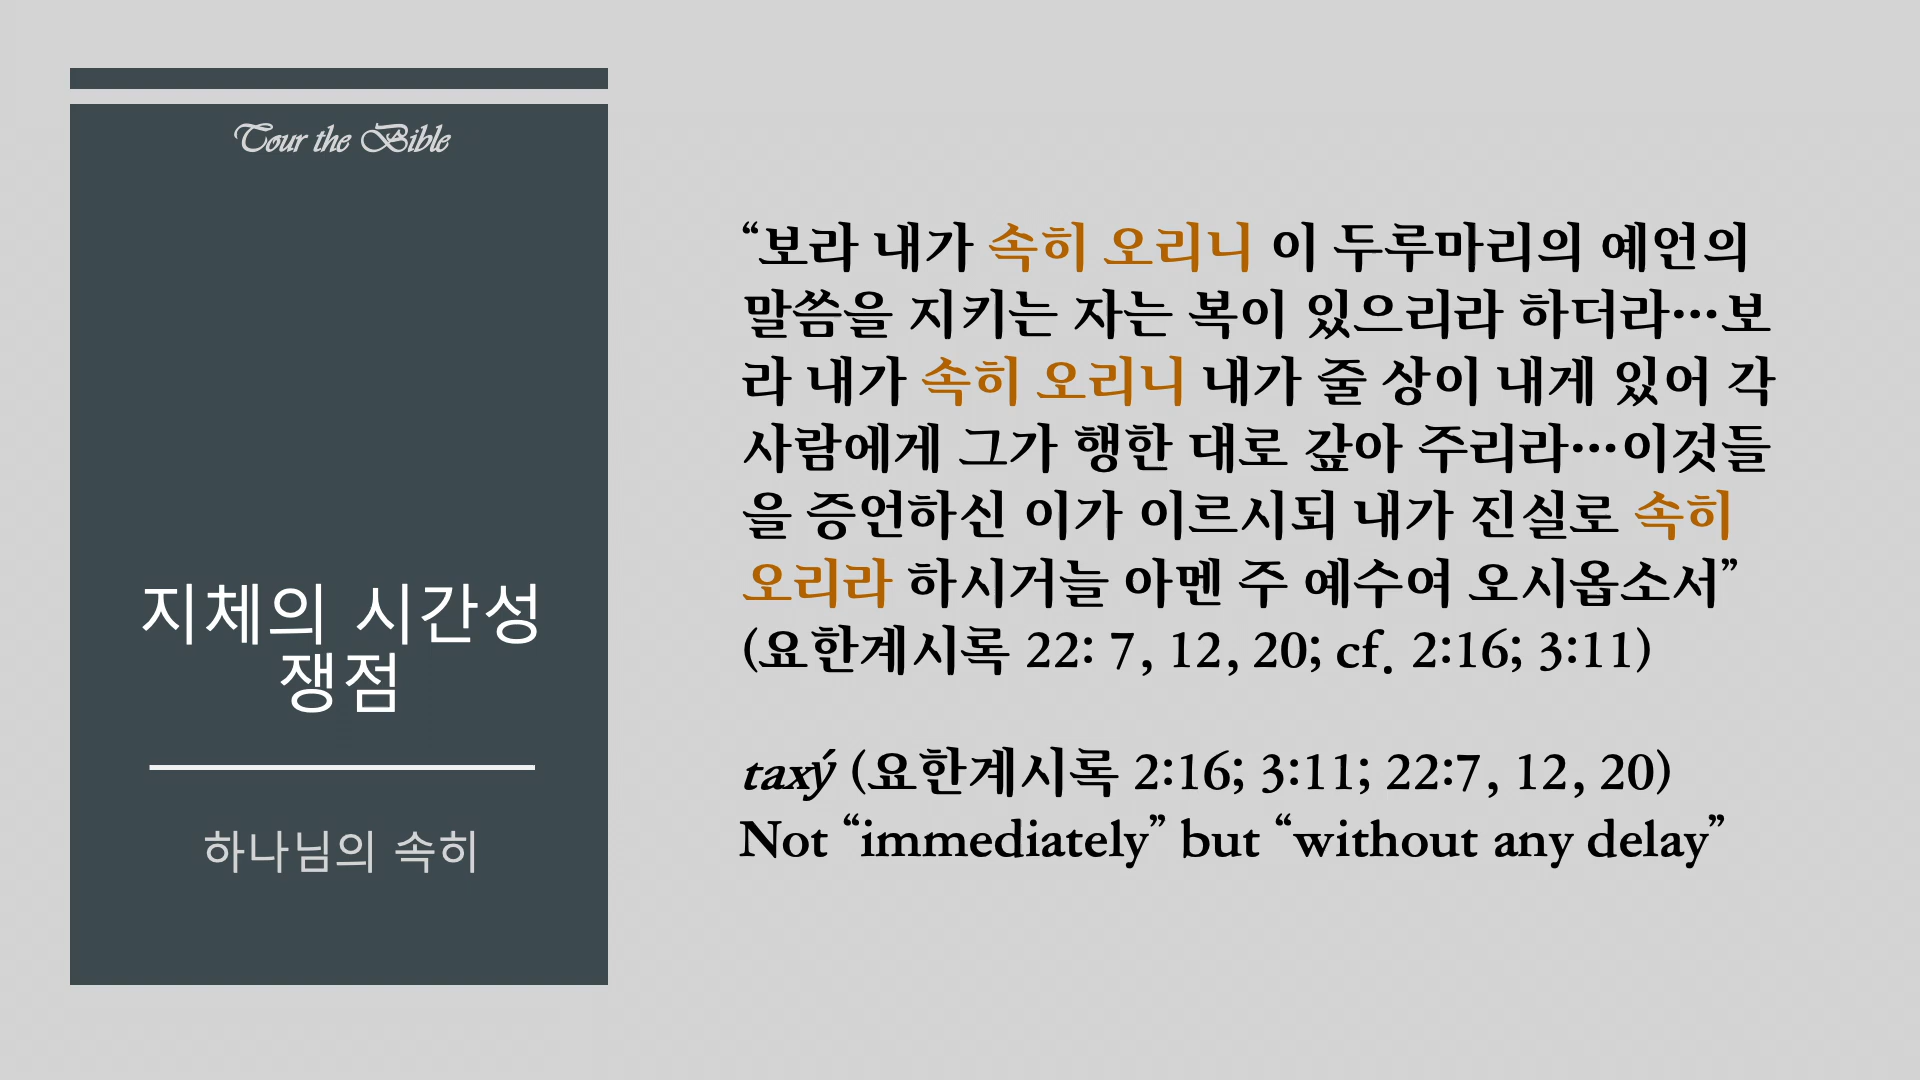 Tour the Bible
지체의 시간성
쟁점
하나님의 속히
“보라 내가 속히 오리니 이 두루마리의 예언의
말씀을 지키는 자는 복이 있으리라 하더라…보
라 내가 속히 오리니 내가 줄 상이 내게 있어 각
사람에게 그가 행한 대로 갚아 주리라…이것들
을 증언하신 이가 이르시되 내가 진실로 속히
오리라 하시거늘 아멘 주 예수여 오시옵소서”
(요한계시록 22: 7, 12, 20; cf. 2:16; 3:11)
taxý (요한계시록 2:16; 3:11; 22:7, 12, 20)
Not “immediately” but “without any delay”